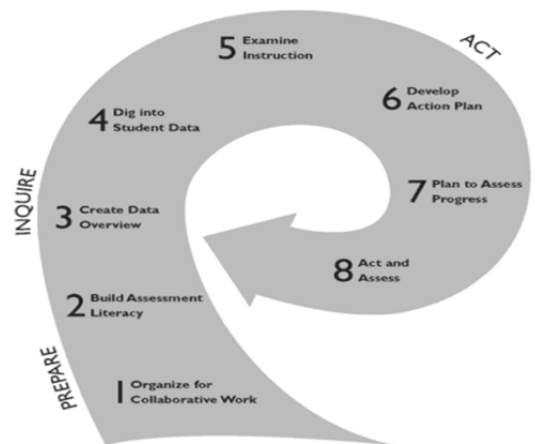 ACT
5 Examine
Instruction
6 Develop
Action Plan
4 Dig into
Student Data
INQUIRE
7 Plan to Assess
Progress
3 Create Data
Overview
8 Act and
Assess
2 Build Assessment
Literacy
PREPARE
1 Organize for
Collaborative Work